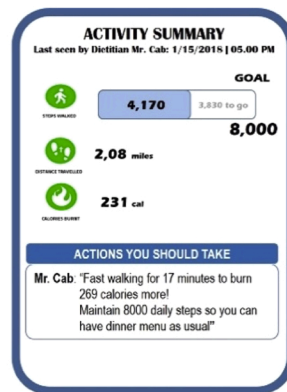 ACTIVITY SUMMARY
Last seen by Dietitian Mr. Cab: 1/15/2018 | 05.00 PM
GOAL
4,170
3,830 to go
8,000
STEPS WALKED
2,08 miles
DISTANCE TRAVELLED
231 cal
CALORIES BURNT
ACTIONS YOU SHOULD TAKE
Mr. Cab: "Fast walking for 17 minutes to burn
269 calories more!
Maintain 8000 daily steps so you can
have dinner menu as usual"